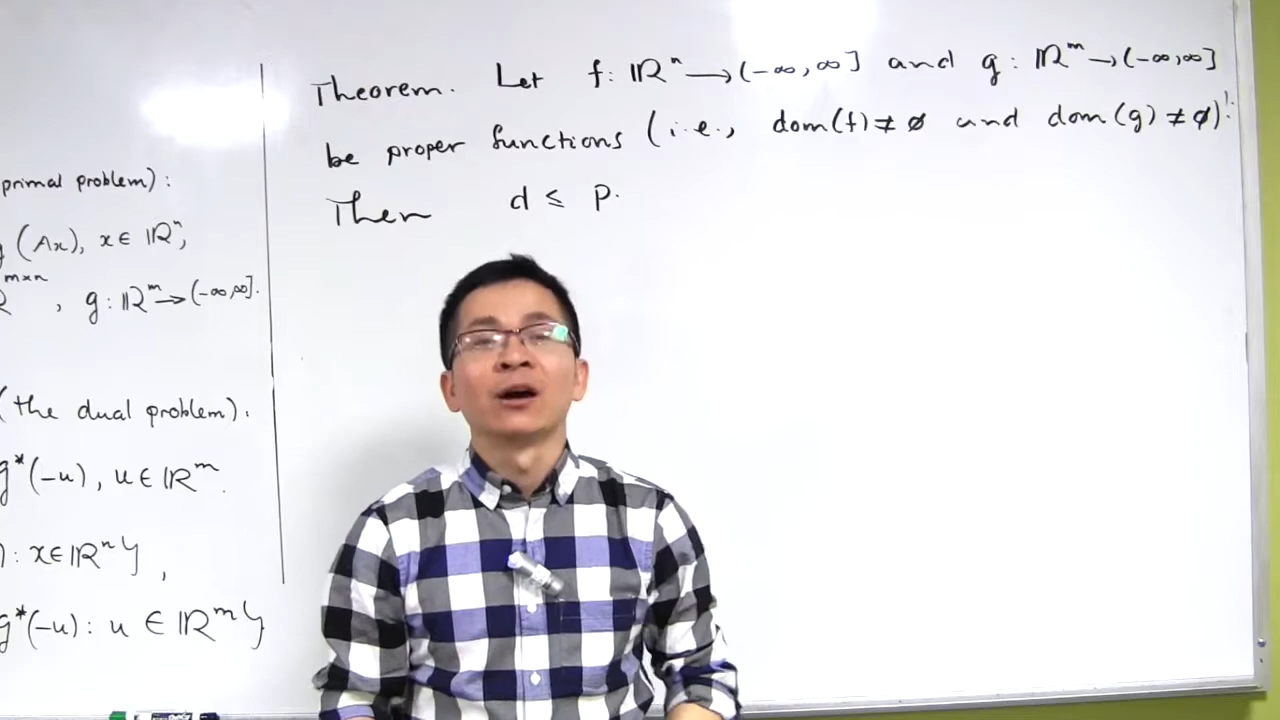 primal problem):
(Ax), x ∈ ℝⁿ,
m×n , g : ℝᵐ → (-∞,∞].
(the dual problem).
g*(-u), u ∈ ℝᵐ.
): x ∈ ℝⁿ},
g*(-u): u ∈ ℝᵐ}
Theorem. Let f: ℝⁿ → (-∞, ∞] and g: ℝᵐ → (-∞,∞]
be proper functions (i.e., dom(f) ≠ ∅ and dom(g) ≠ ∅).
Then d ≤ p.